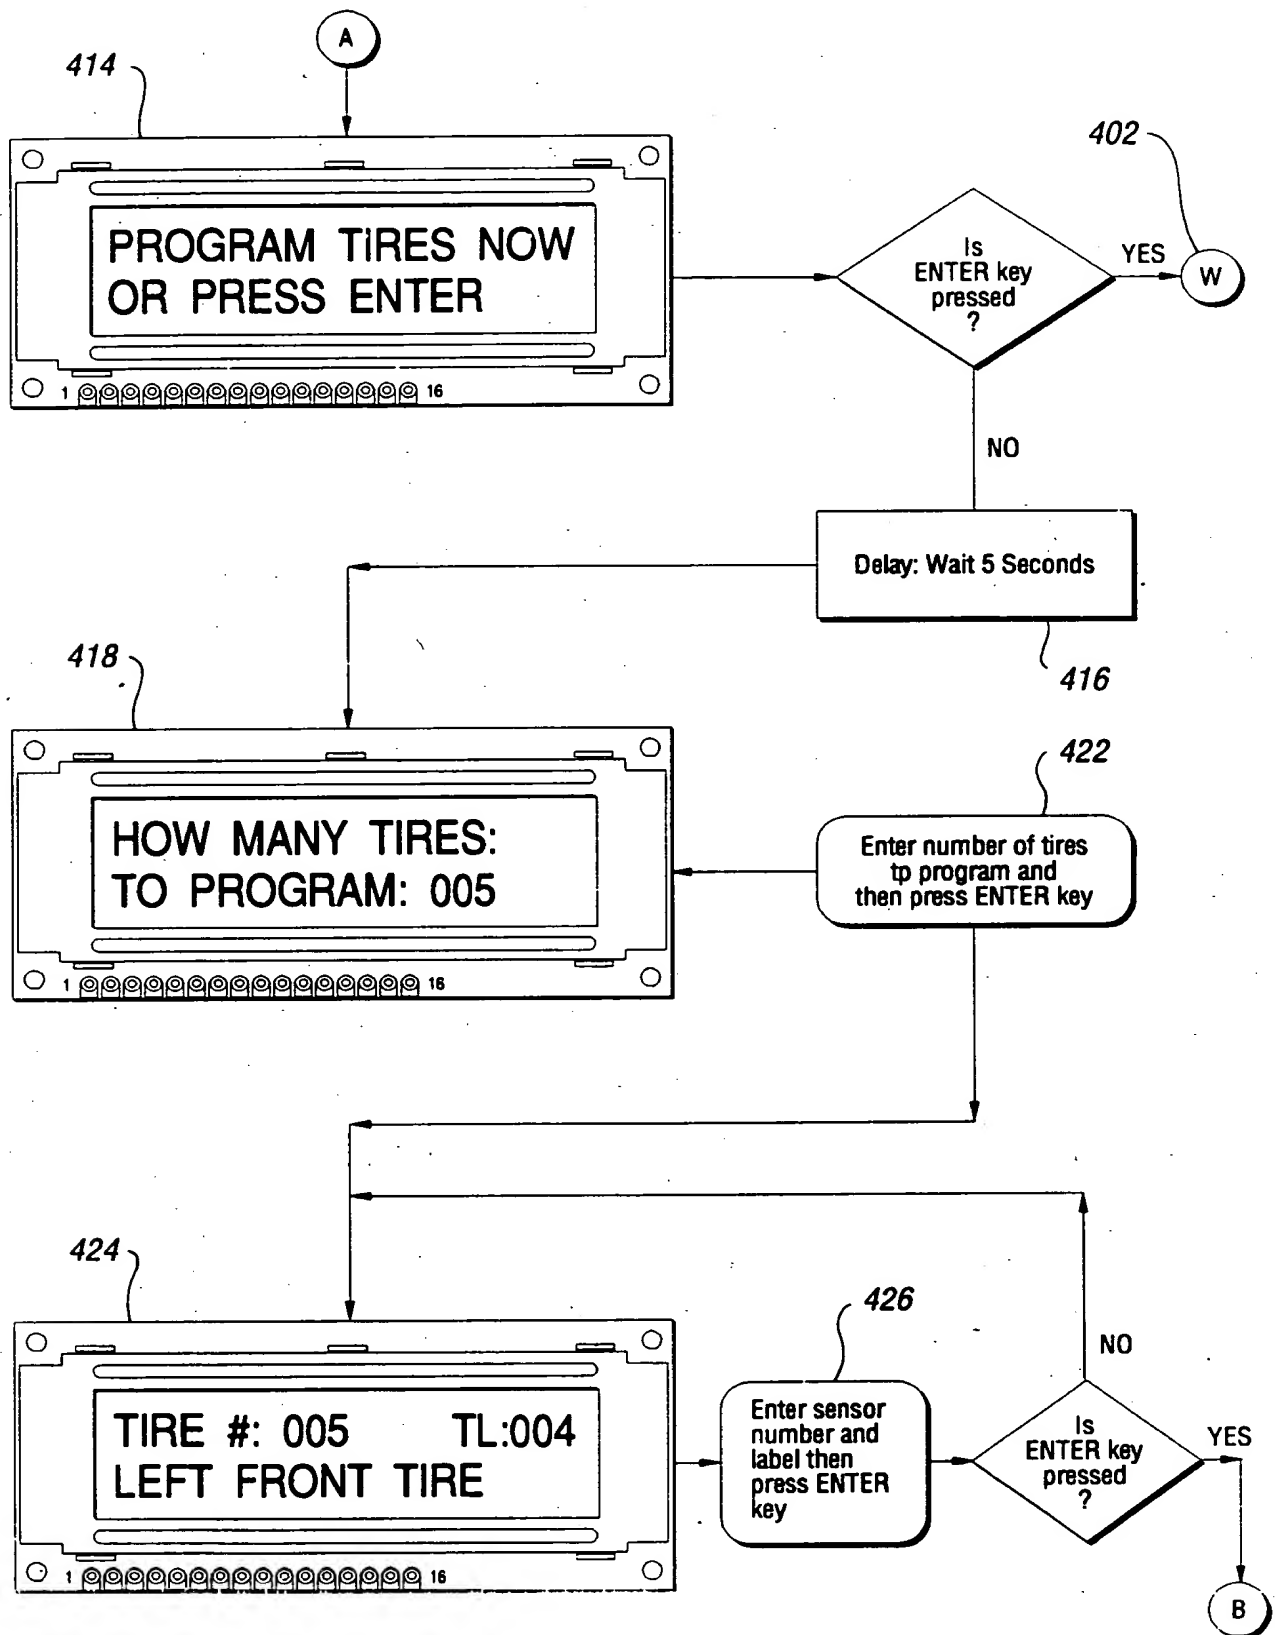 A
414
402
PROGRAM TIRES NOW
OR PRESS ENTER
1
16
Is
ENTER key
pressed
?
YES
W
NO
Delay: Wait 5 Seconds
416
418
HOW MANY TIRES:
TO PROGRAM: 005
1
16
422
Enter number of tires
tp program and
then press ENTER key
424
TIRE #: 005 TL:004
LEFT FRONT TIRE
1
16
426
Enter sensor
number and
label then
press ENTER
key
NO
Is
ENTER key
pressed
?
YES
B